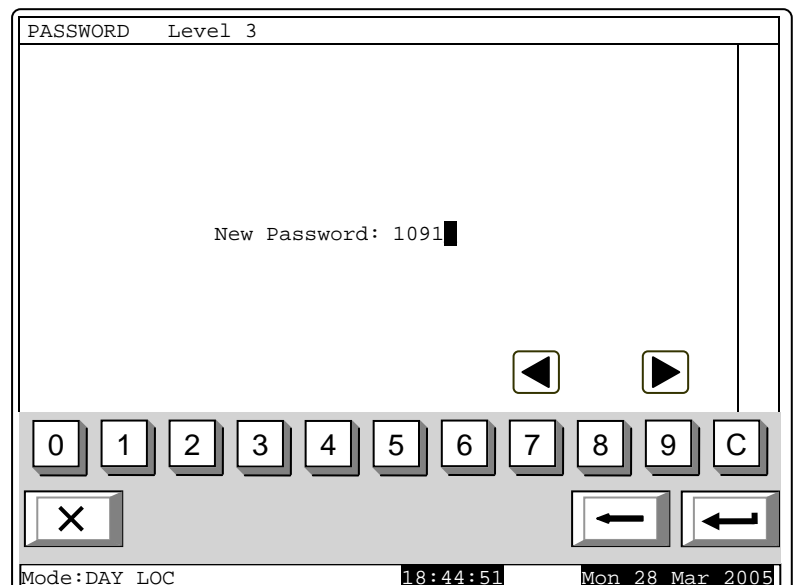 PASSWORD Level 3
New Password: 1091
0 1 2 3 4 5 6 7 8 9 C
Mode:DAY LOC 18:44:51 Mon 28 Mar 2005